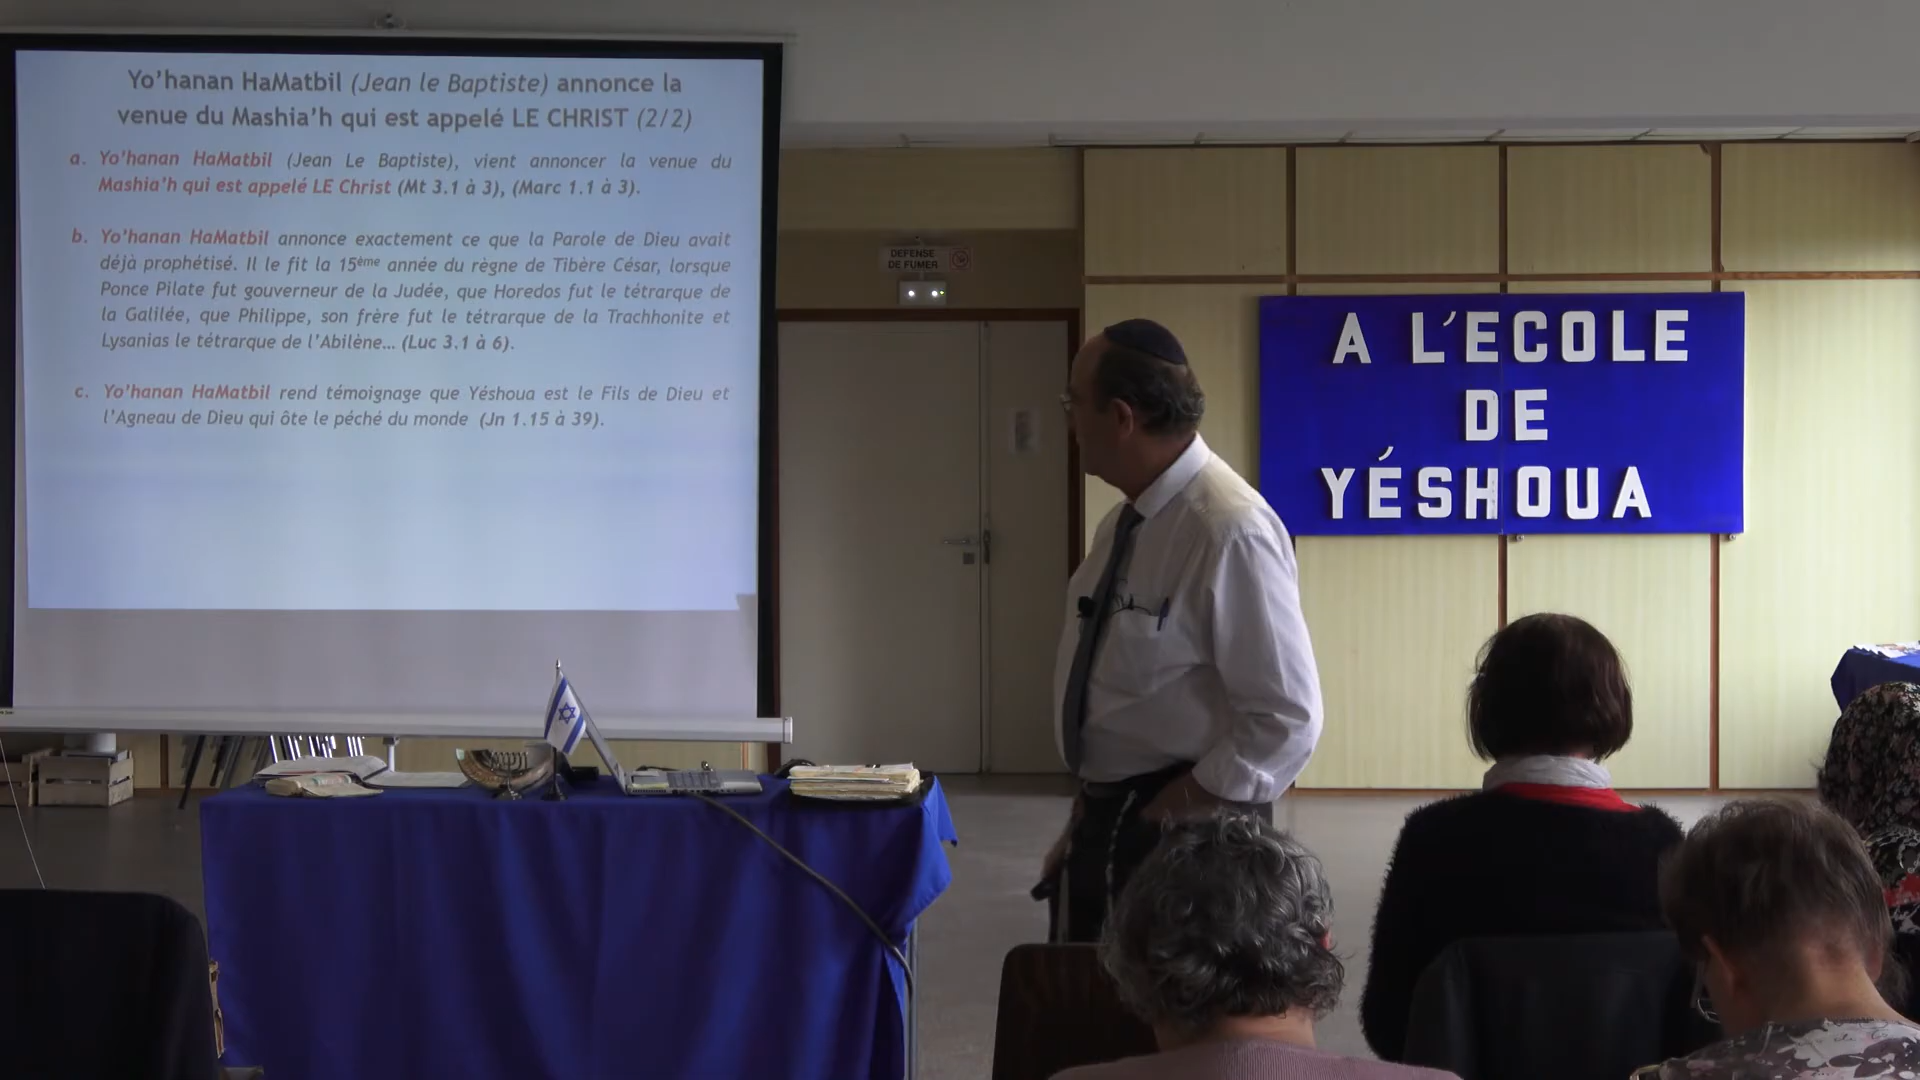 Yo'hanan HaMatbil (Jean le Baptiste) annonce la
venue du Mashia'h qui est appelé LE CHRIST (2/2)
a. Yo'hanan HaMatbil (Jean Le Baptiste), vient annoncer la venue du
Mashia'h qui est appelé LE Christ (Mt 3.1 à 3), (Marc 1.1 à 3).
b. Yo'hanan HaMatbil annonce exactement ce que la Parole de Dieu avait
déjà prophétisé. Il le fit la 15ème année du règne de Tibère César, lorsque
Ponce Pilate fut gouverneur de la Judée, que Horedos fut le tétrarque de
la Galilée, que Philippe, son frère fut le tétrarque de la Trachhonite et
Lysanias le tétrarque de l'Abilène… (Luc 3.1 à 6).
c. Yo'hanan HaMatbil rend témoignage que Yéshoua est le Fils de Dieu et
l'Agneau de Dieu qui ôte le péché du monde (Jn 1.15 à 39).
DEFENSE
DE FUMER
A L'ECOLE
DE
YÉSHOUA